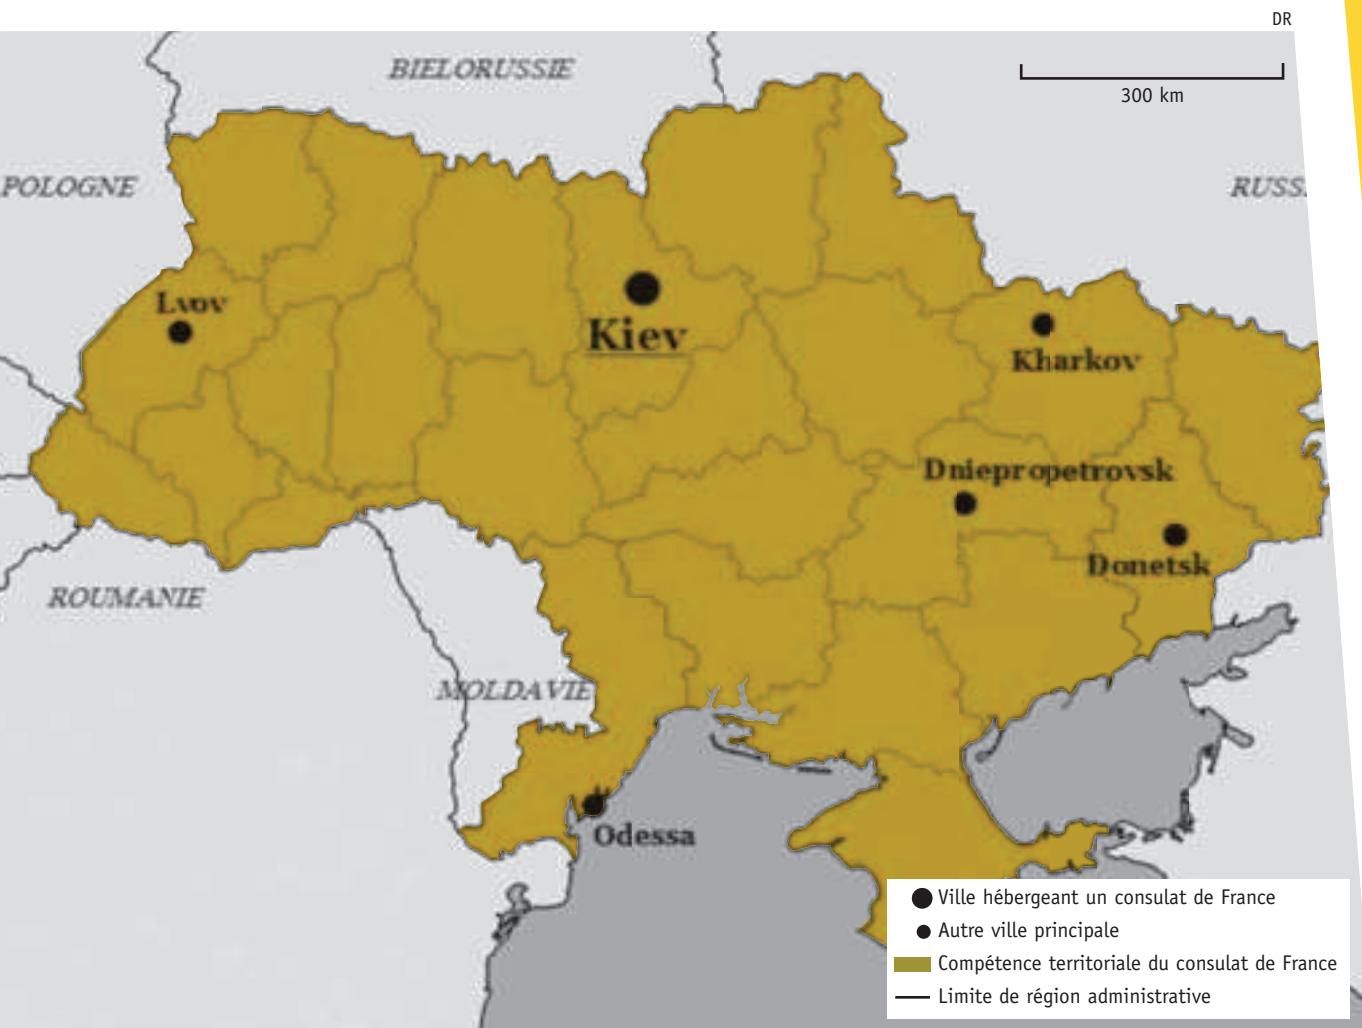 DR
BIELORUSSIE
300 km
POLOGNE
RUSS
Lvov
Kiev
Kharkov
Dniepropetrovsk
Donetsk
ROUMANIE
MOLDAVIE
Odessa
Ville hébergeant un consulat de France
Autre ville principale
Compétence territoriale du consulat de France
Limite de région administrative